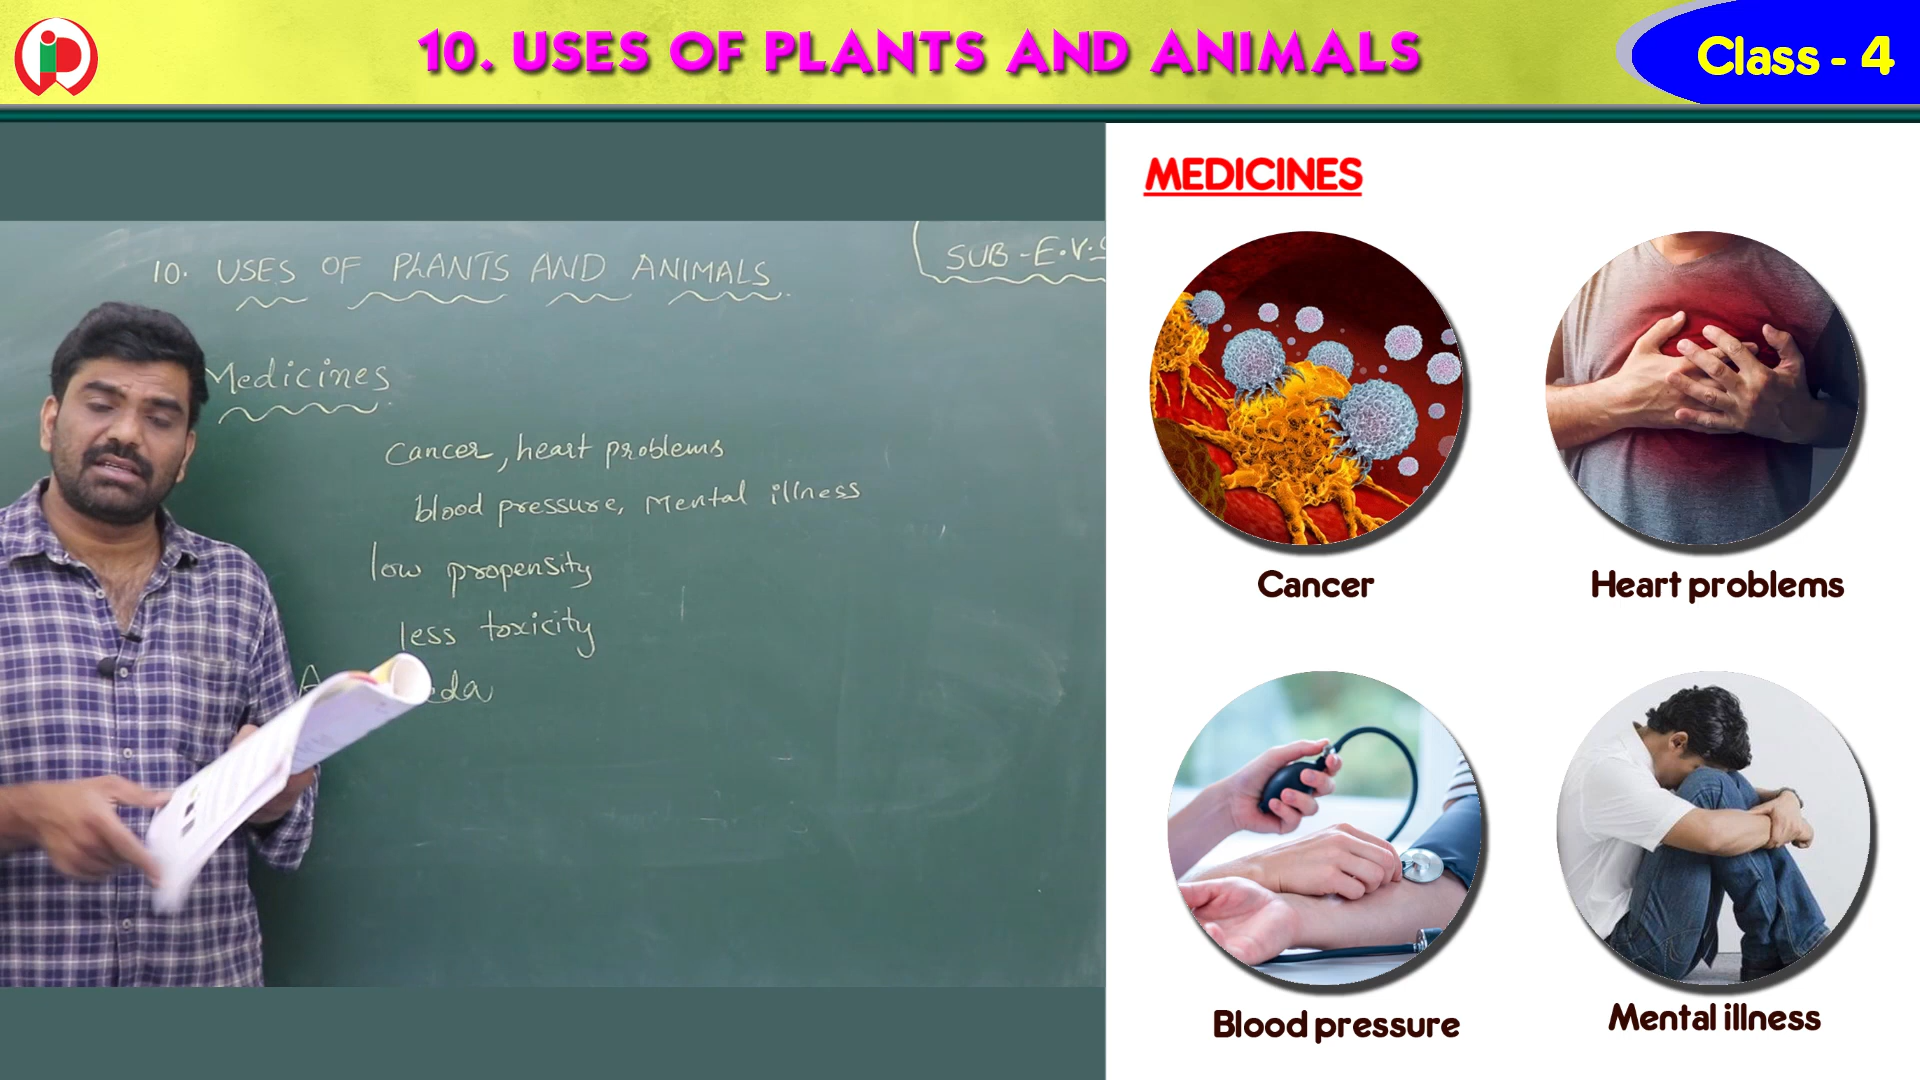 10. USES OF PLANTS AND ANIMALS
Class - 4
10. USES OF PLANTS AND ANIMALS
SUB - E.V.S
Medicines
cancer, heart problems
blood pressure, Mental illness
low propensity
less toxicity
MEDICINES
Cancer
Heart problems
Blood pressure
Mental illness